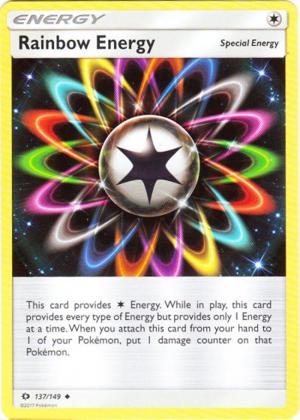 ENERGY
Rainbow Energy
Special Energy
This card provides Energy. While in play, this card
provides every type of Energy but provides only 1 Energy
at a time. When you attach this card from your hand to
1 of your Pokémon, put 1 damage counter on that
Pokémon.
137/149
©2017 Pokémon